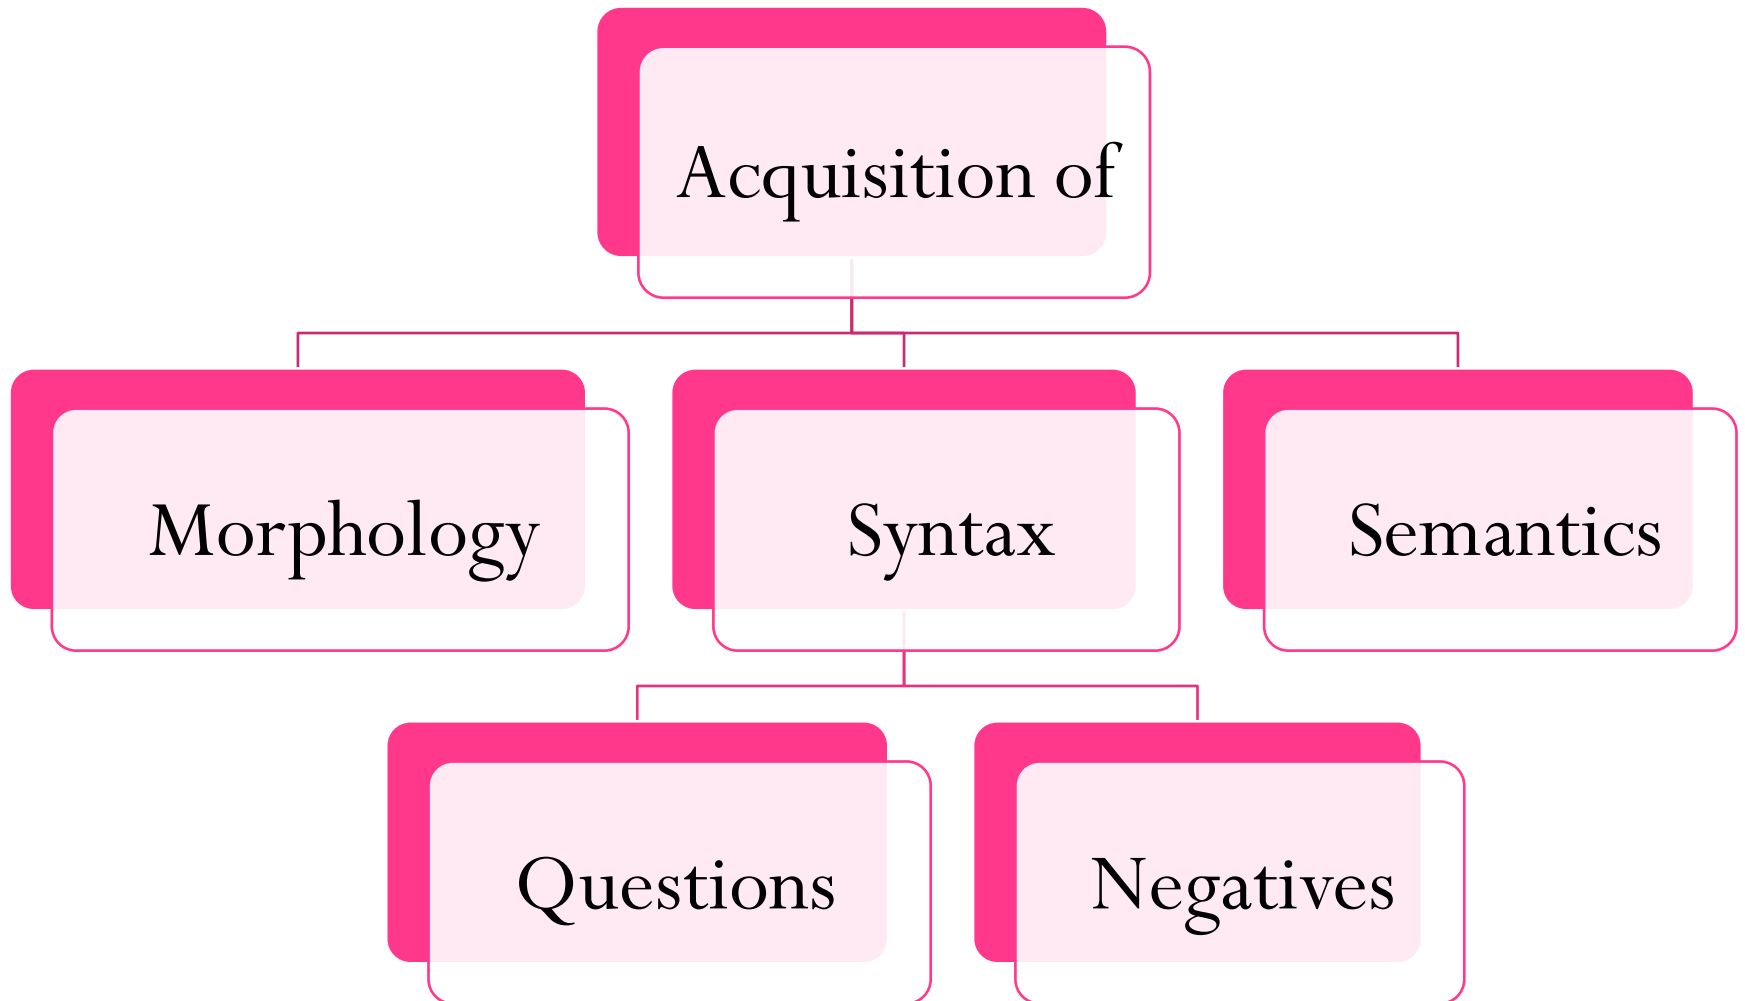 Acquisition of
Morphology
Syntax
Semantics
Questions
Negatives